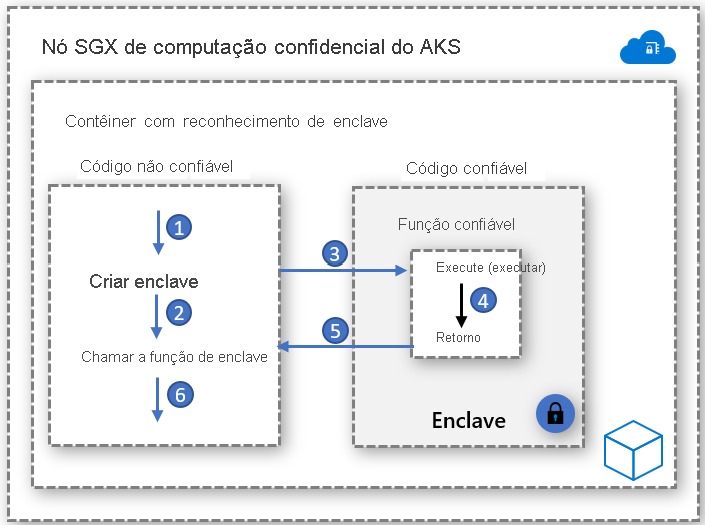 Nó SGX de computação confidencial do AKS
Contêiner com reconhecimento de enclave
Código não confiável
Código confiável
1
Criar enclave
2
Chamar a função de enclave
6
3
5
Função confiável
Execute (executar)
4
Retorno
Enclave